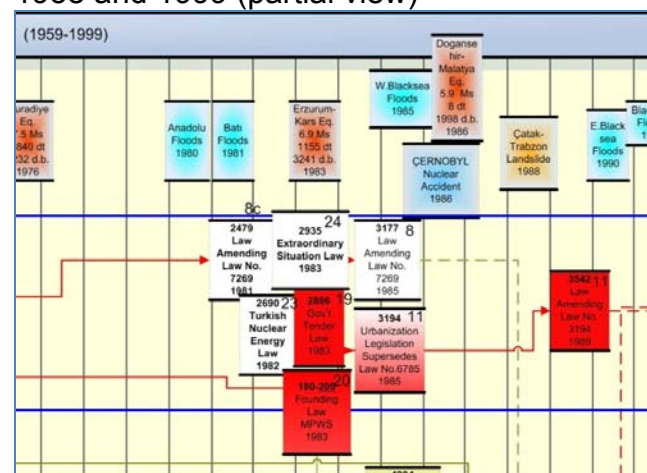 (1959-1999)
Eq.
1976
Anadolu
Floods
1980
Batı
Floods
1981
Erzurum-
Kars Eq.
6.9 Ms
1155 dt
3241 d.b.
1983
W.Blacksea
Floods
1985
Doganse
hir-
Malatya
Eq.
5.9 Ms
8 dt
1998 d.b.
1986
ÇERNOBYL
Nuclear
Accident
1986
Çatak-
Trabzon
Landslide
1988
E.Black
sea
Floods
1990
8c
2479
Law
Amending
Law No.
7269
1981
24
2935
Extraordinary
Situation Law
1983
8
3177
Law
Amending
Law No.
7269
1985
23
2690
Turkish
Nuclear
Energy
Law
1982
19
2886
Gov't
Tender
Law
1983
11
3194
Urbanization
Legislation
Supersedes
Law No.6785
1985
11
3542
Law
Amending
Law No.
3194
1989
20
180-209
Founding
Law
MPWS
1983